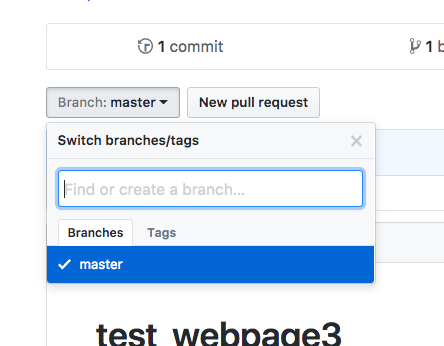 1 commit
1 b
Branch: master
New pull request
Switch branches/tags
Find or create a branch...
Branches
Tags
master
test_webpage3